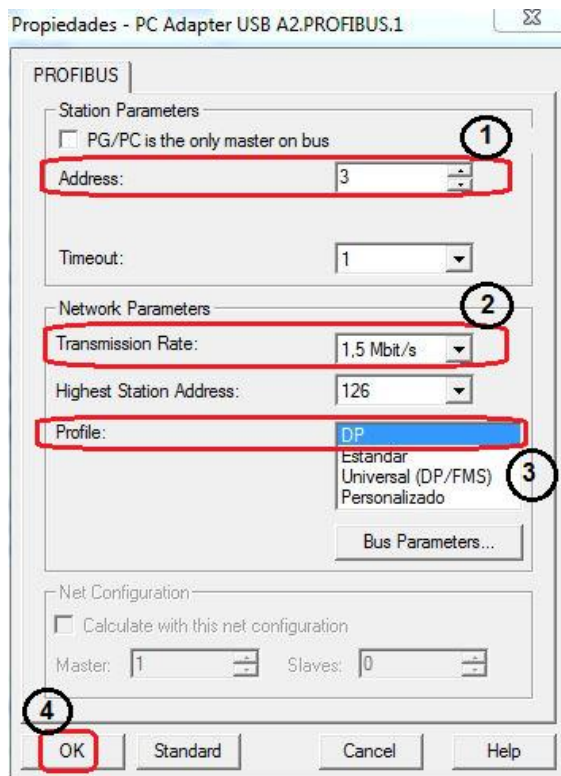 Propiedades - PC Adapter USB A2.PROFIBUS.1
PROFIBUS
Station Parameters
PG/PC is the only master on bus
1
Address: 3
Timeout: 1
Network Parameters
2
Transmission Rate: 1,5 Mbit/s
Highest Station Address: 126
Profile: DP
Estándar
Universal (DP/FMS)
3
Personalizado
Bus Parameters...
Net Configuration
Calculate with this net configuration
Master: 1 Slaves: 0
4
OK Standard Cancel Help